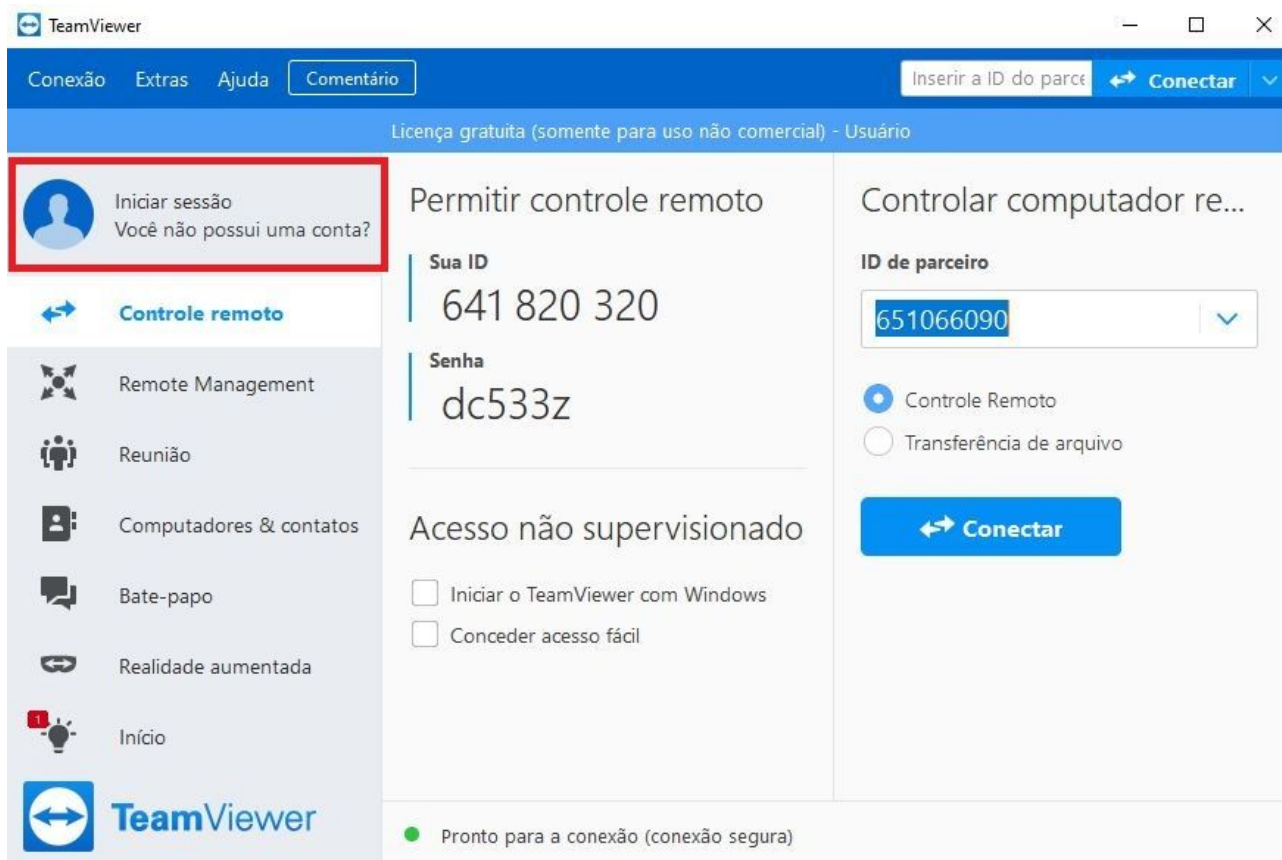 TeamViewer
Conexão Extras Ajuda Comentário
Inserir a ID do parce Conectar
Licença gratuita (somente para uso não comercial) - Usuário
Iniciar sessão
Você não possui uma conta?
Controle remoto
Remote Management
Reunião
Computadores & contatos
Bate-papo
Realidade aumentada
1
Início
TeamViewer
Permitir controle remoto
Sua ID
641 820 320
Senha
dc533z
Acesso não supervisionado
Iniciar o TeamViewer com Windows
Conceder acesso fácil
Controlar computador re...
ID de parceiro
651066090
Controle Remoto
Transferência de arquivo
Conectar
Pronto para a conexão (conexão segura)